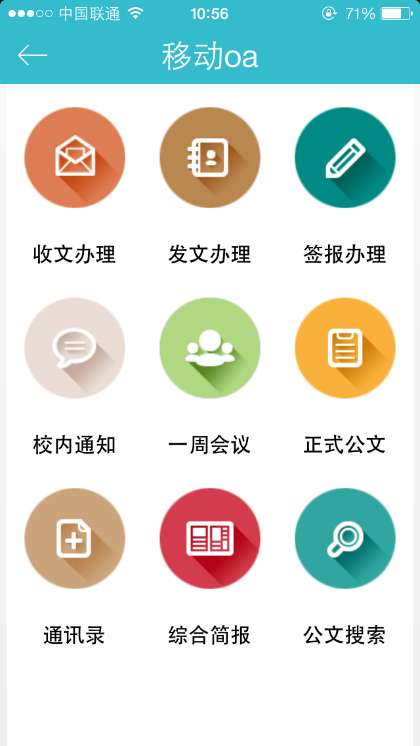 中国联通 10:56 71%
移动oa
收文办理 发文办理 签报办理
校内通知 一周会议 正式公文
通讯录 综合简报 公文搜索